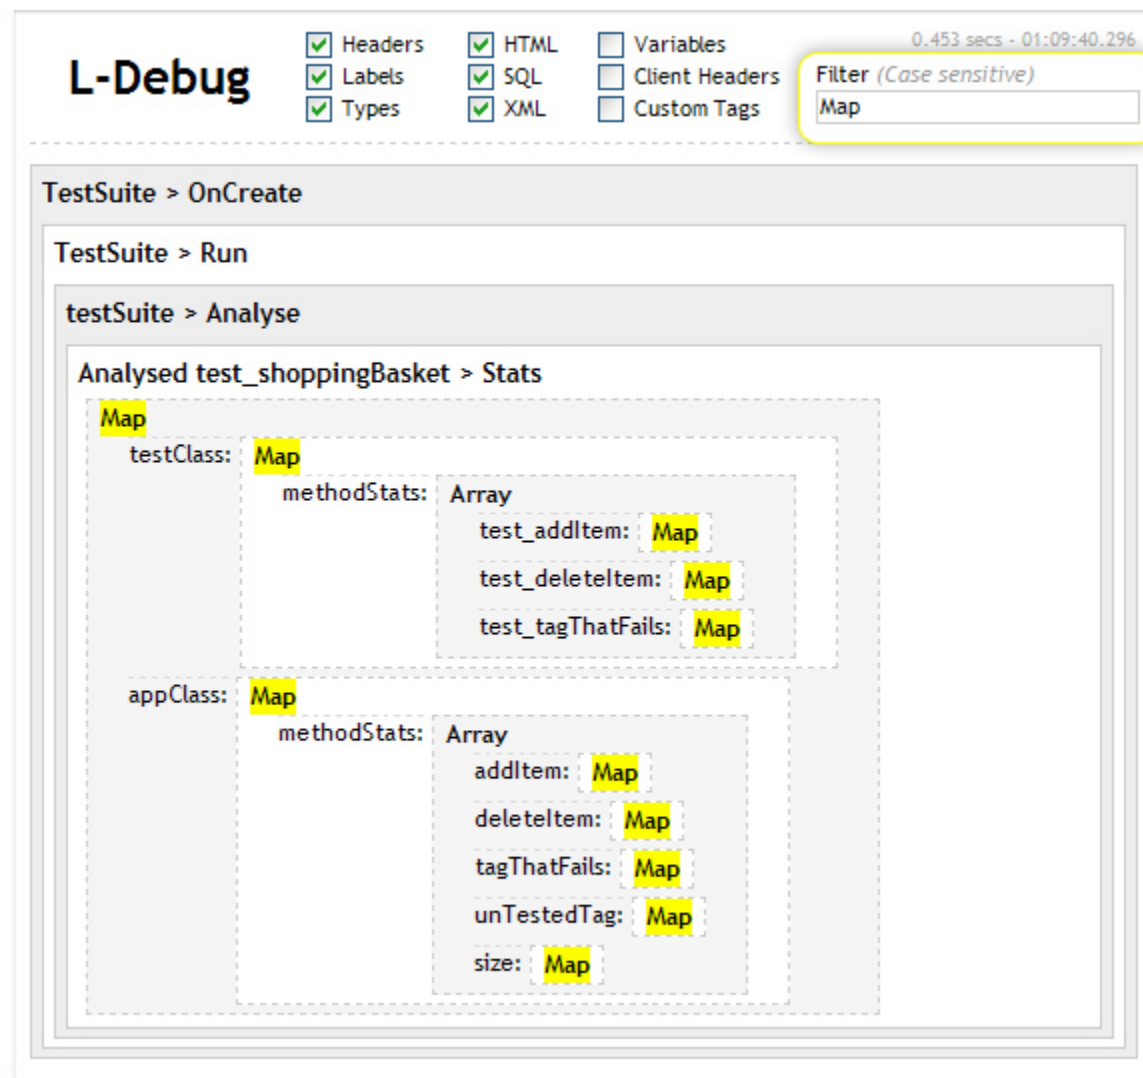 L-Debug
Headers
Labels
Types
HTML
SQL
XML
Variables
Client Headers
Custom Tags
0.453 secs - 01:09:40.296
Filter (Case sensitive)
Map
TestSuite > OnCreate
TestSuite > Run
testSuite > Analyse
Analysed test_shoppingBasket > Stats
Map
testClass: Map
methodStats: Array
test_addItem: Map
test_deleteItem: Map
test_tagThatFails: Map
appClass: Map
methodStats: Array
addItem: Map
deleteItem: Map
tagThatFails: Map
unTestedTag: Map
size: Map